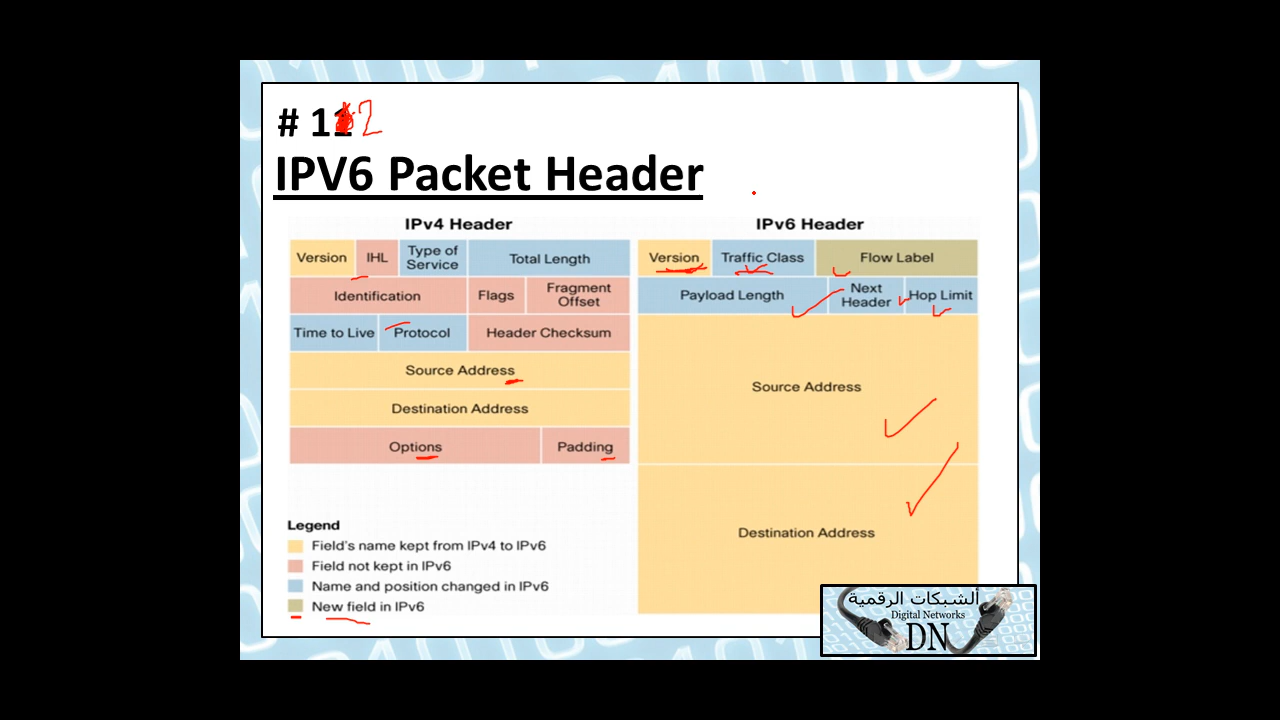 # 112
IPV6 Packet Header
IPv4 Header
Version IHL Type of Service Total Length
Identification Flags Fragment Offset
Time to Live Protocol Header Checksum
Source Address
Destination Address
Options Padding
IPv6 Header
Version Traffic Class Flow Label
Payload Length Next Header Hop Limit
Source Address
Destination Address
Legend
Field's name kept from IPv4 to IPv6
Field not kept in IPv6
Name and position changed in IPv6
New field in IPv6
ألشبكات الرقمية
Digital Networks
DN